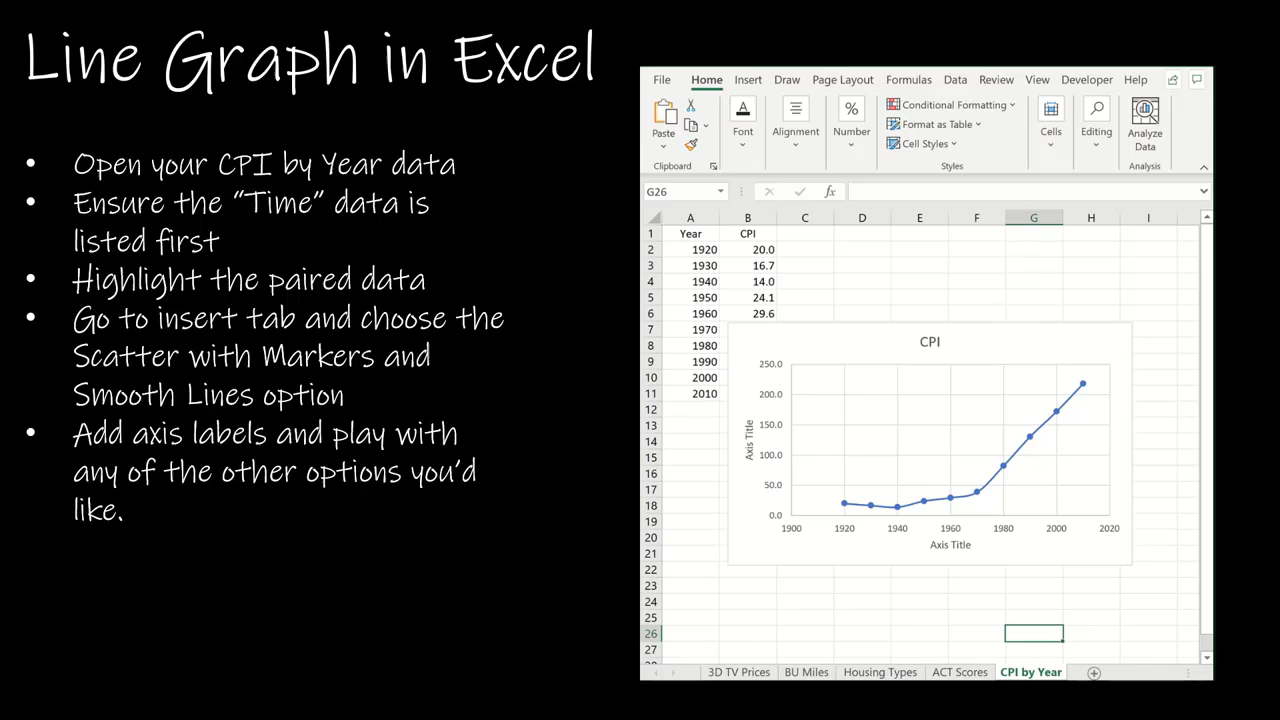 Line Graph in Excel
• Open your CPI by Year data
• Ensure the “Time” data is
listed first
• Highlight the paired data
• Go to insert tab and choose the
Scatter with Markers and
Smooth Lines option
• Add axis labels and play with
any of the other options you’d
like.
File Home Insert Draw Page Layout Formulas Data Review View Developer Help
Paste
Clipboard
Font
Alignment
Number
%
Conditional Formatting
Format as Table
Cell Styles
Styles
Cells
Editing
Analyze
Data
Analysis
G26 fx
A B C D E F G H I
1 Year CPI
2 1920 20.0
3 1930 16.7
4 1940 14.0
5 1950 24.1
6 1960 29.6
7 1970
8 1980
9 1990
10 2000
11 2010
12
13
14
15
16
17
18
19
20
21
22
23
24
25
26
27
CPI
250.0
200.0
150.0
100.0
50.0
0.0
Axis Title
1900 1920 1940 1960 1980 2000 2020
Axis Title
3D TV Prices BU Miles Housing Types ACT Scores CPI by Year